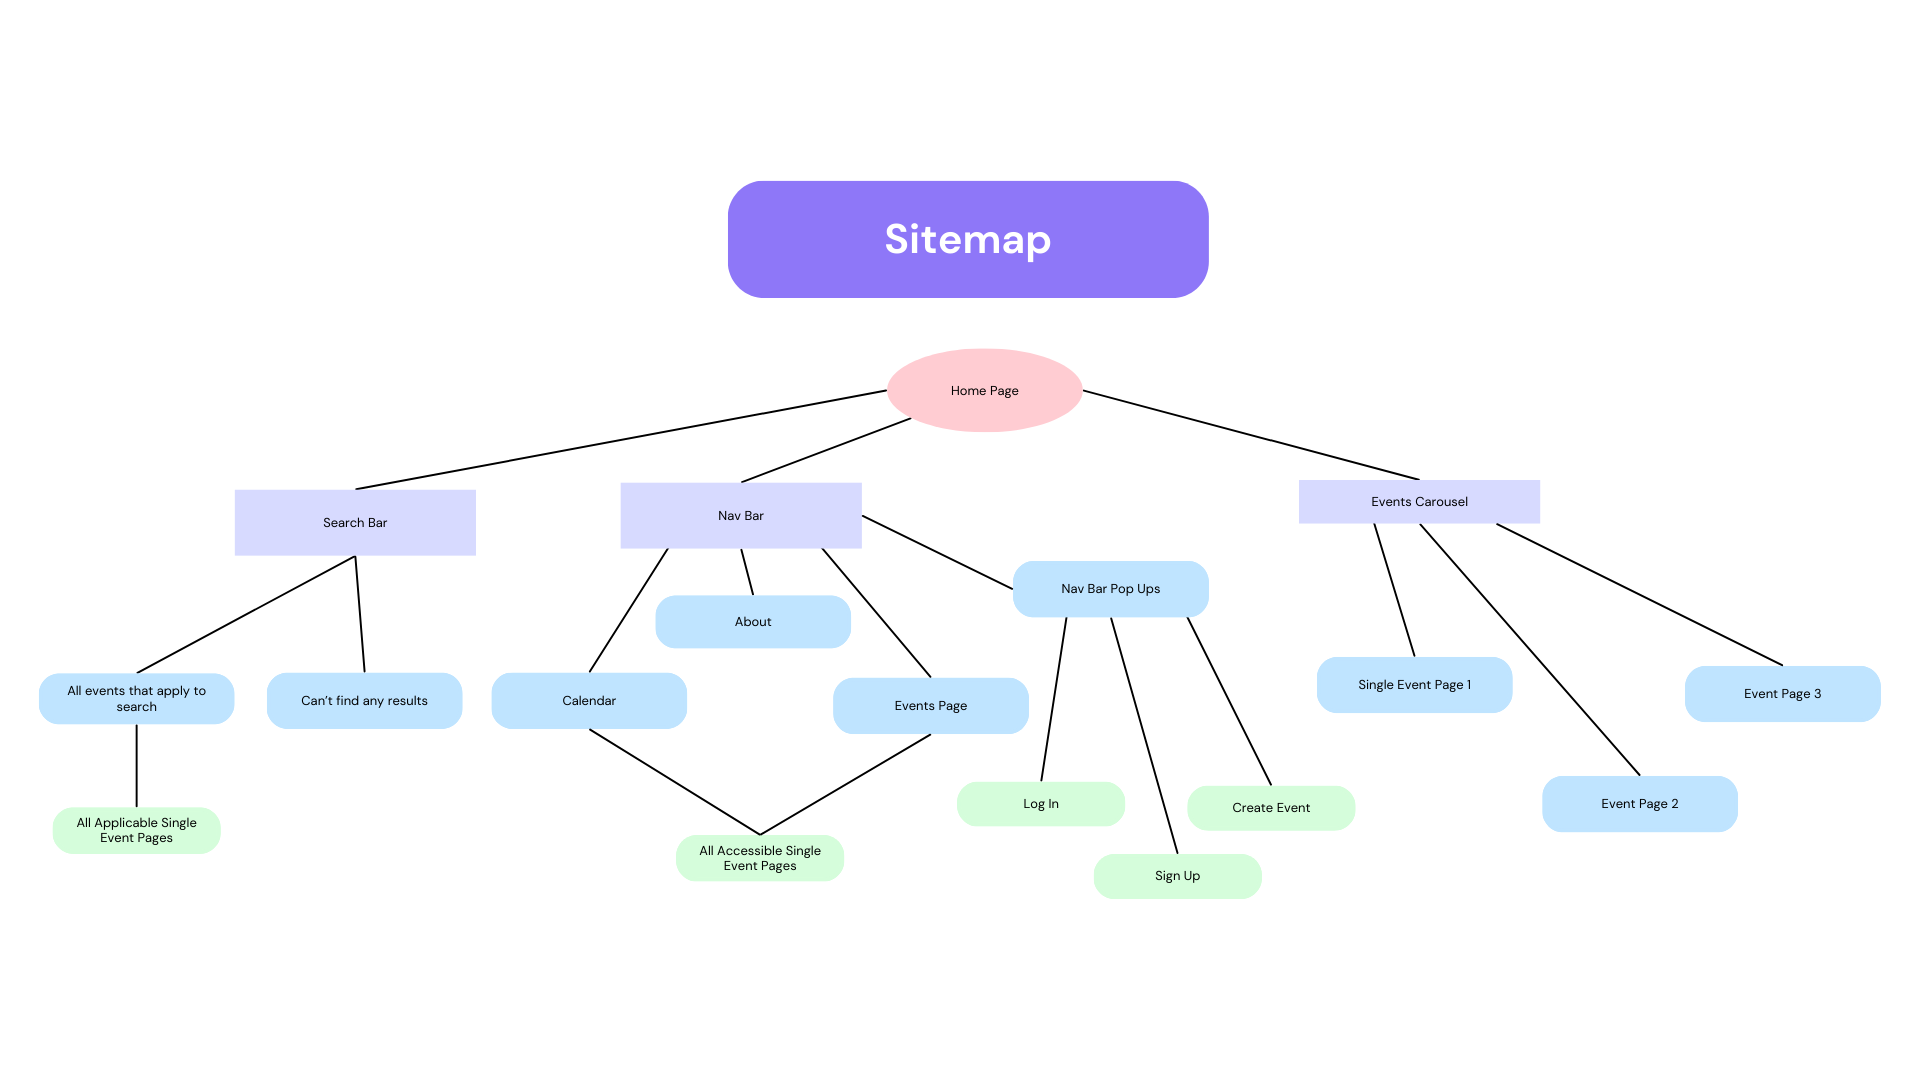 Sitemap
Home Page
Search Bar
Nav Bar
Events Carousel
Nav Bar Pop Ups
About
All events that apply to
search
Can’t find any results
Calendar
Events Page
Single Event Page 1
Event Page 3
All Applicable Single
Event Pages
All Accessible Single
Event Pages
Log In
Create Event
Event Page 2
Sign Up